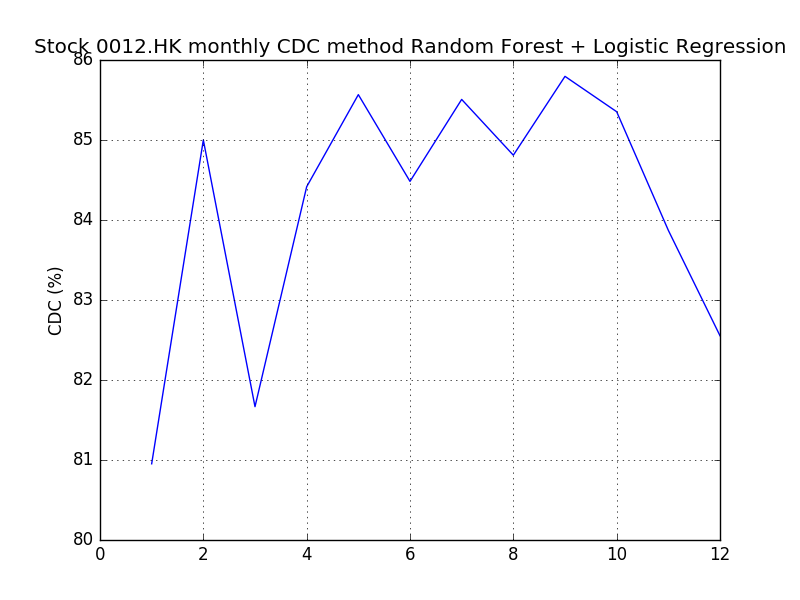 Stock 0012.HK monthly CDC method Random Forest + Logistic Regression
86
85
84
83
82
81
80
CDC (%)
0 2 4 6 8 10 12